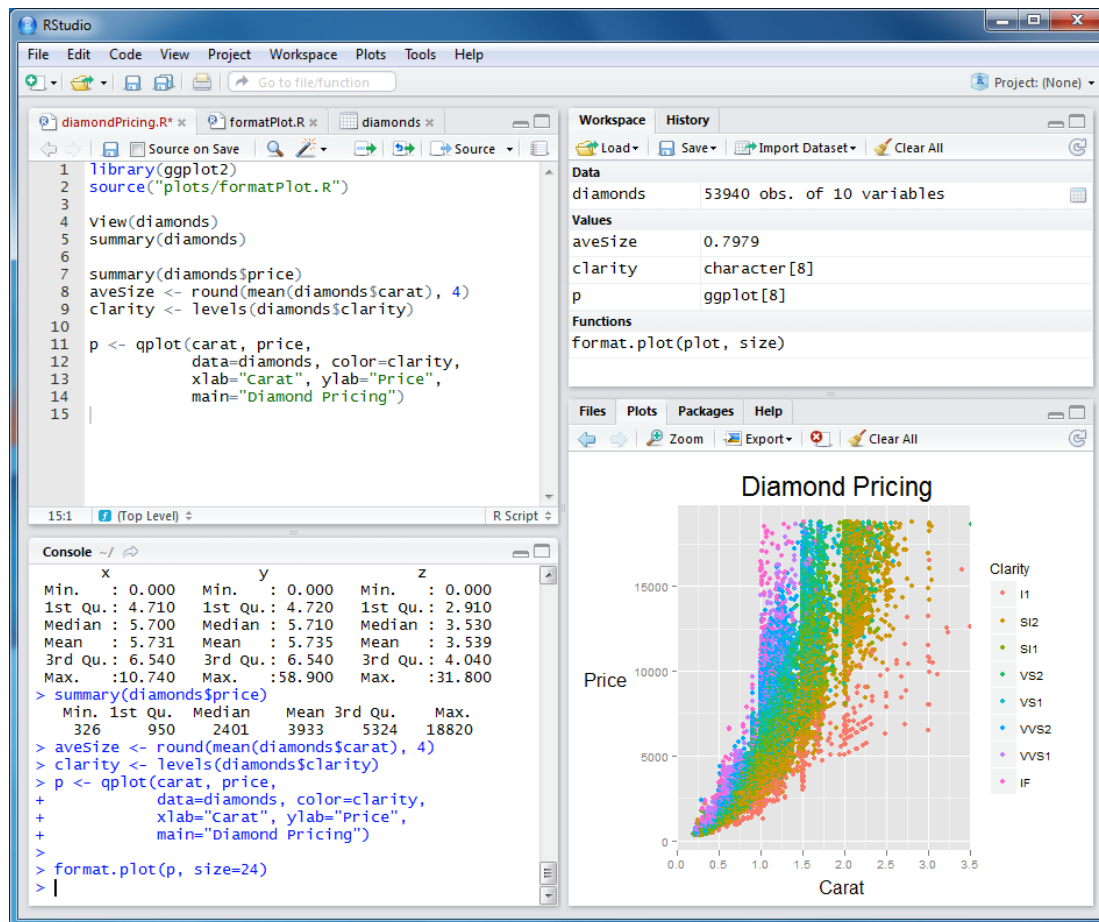 RStudio
File Edit Code View Project Workspace Plots Tools Help
Go to file/function
Project: (None)
diamondPricing.R* formatPlot.R diamonds
Source on Save Source
1 library(ggplot2)
2 source("plots/formatPlot.R")
3
4 View(diamonds)
5 summary(diamonds)
6
7 summary(diamonds$price)
8 aveSize <- round(mean(diamonds$carat), 4)
9 clarity <- levels(diamonds$clarity)
10
11 p <- qplot(carat, price,
12 data=diamonds, color=clarity,
13 xlab="Carat", ylab="Price",
14 main="Diamond Pricing")
15
15:1 (Top Level) R Script
Console ~/
x y z
Min. : 0.000 Min. : 0.000 Min. : 0.000
1st Qu.: 4.710 1st Qu.: 4.720 1st Qu.: 2.910
Median : 5.700 Median : 5.710 Median : 3.530
Mean : 5.731 Mean : 5.735 Mean : 3.539
3rd Qu.: 6.540 3rd Qu.: 6.540 3rd Qu.: 4.040
Max. :10.740 Max. :58.900 Max. :31.800
> summary(diamonds$price)
Min. 1st Qu. Median Mean 3rd Qu. Max.
326 950 2401 3933 5324 18820
> aveSize <- round(mean(diamonds$carat), 4)
> clarity <- levels(diamonds$clarity)
> p <- qplot(carat, price,
+ data=diamonds, color=clarity,
+ xlab="Carat", ylab="Price",
+ main="Diamond Pricing")
>
> format.plot(p, size=24)
>
Workspace History
Load Save Import Dataset Clear All
Data
diamonds 53940 obs. of 10 variables
Values
aveSize 0.7979
clarity character[8]
p ggplot[8]
Functions
format.plot(plot, size)
Files Plots Packages Help
Zoom Export Clear All
Diamond Pricing
Price
15000
10000
5000
0
0.0 0.5 1.0 1.5 2.0 2.5 3.0 3.5
Carat
Clarity
I1
SI2
SI1
VS2
VS1
VVS2
VVS1
IF